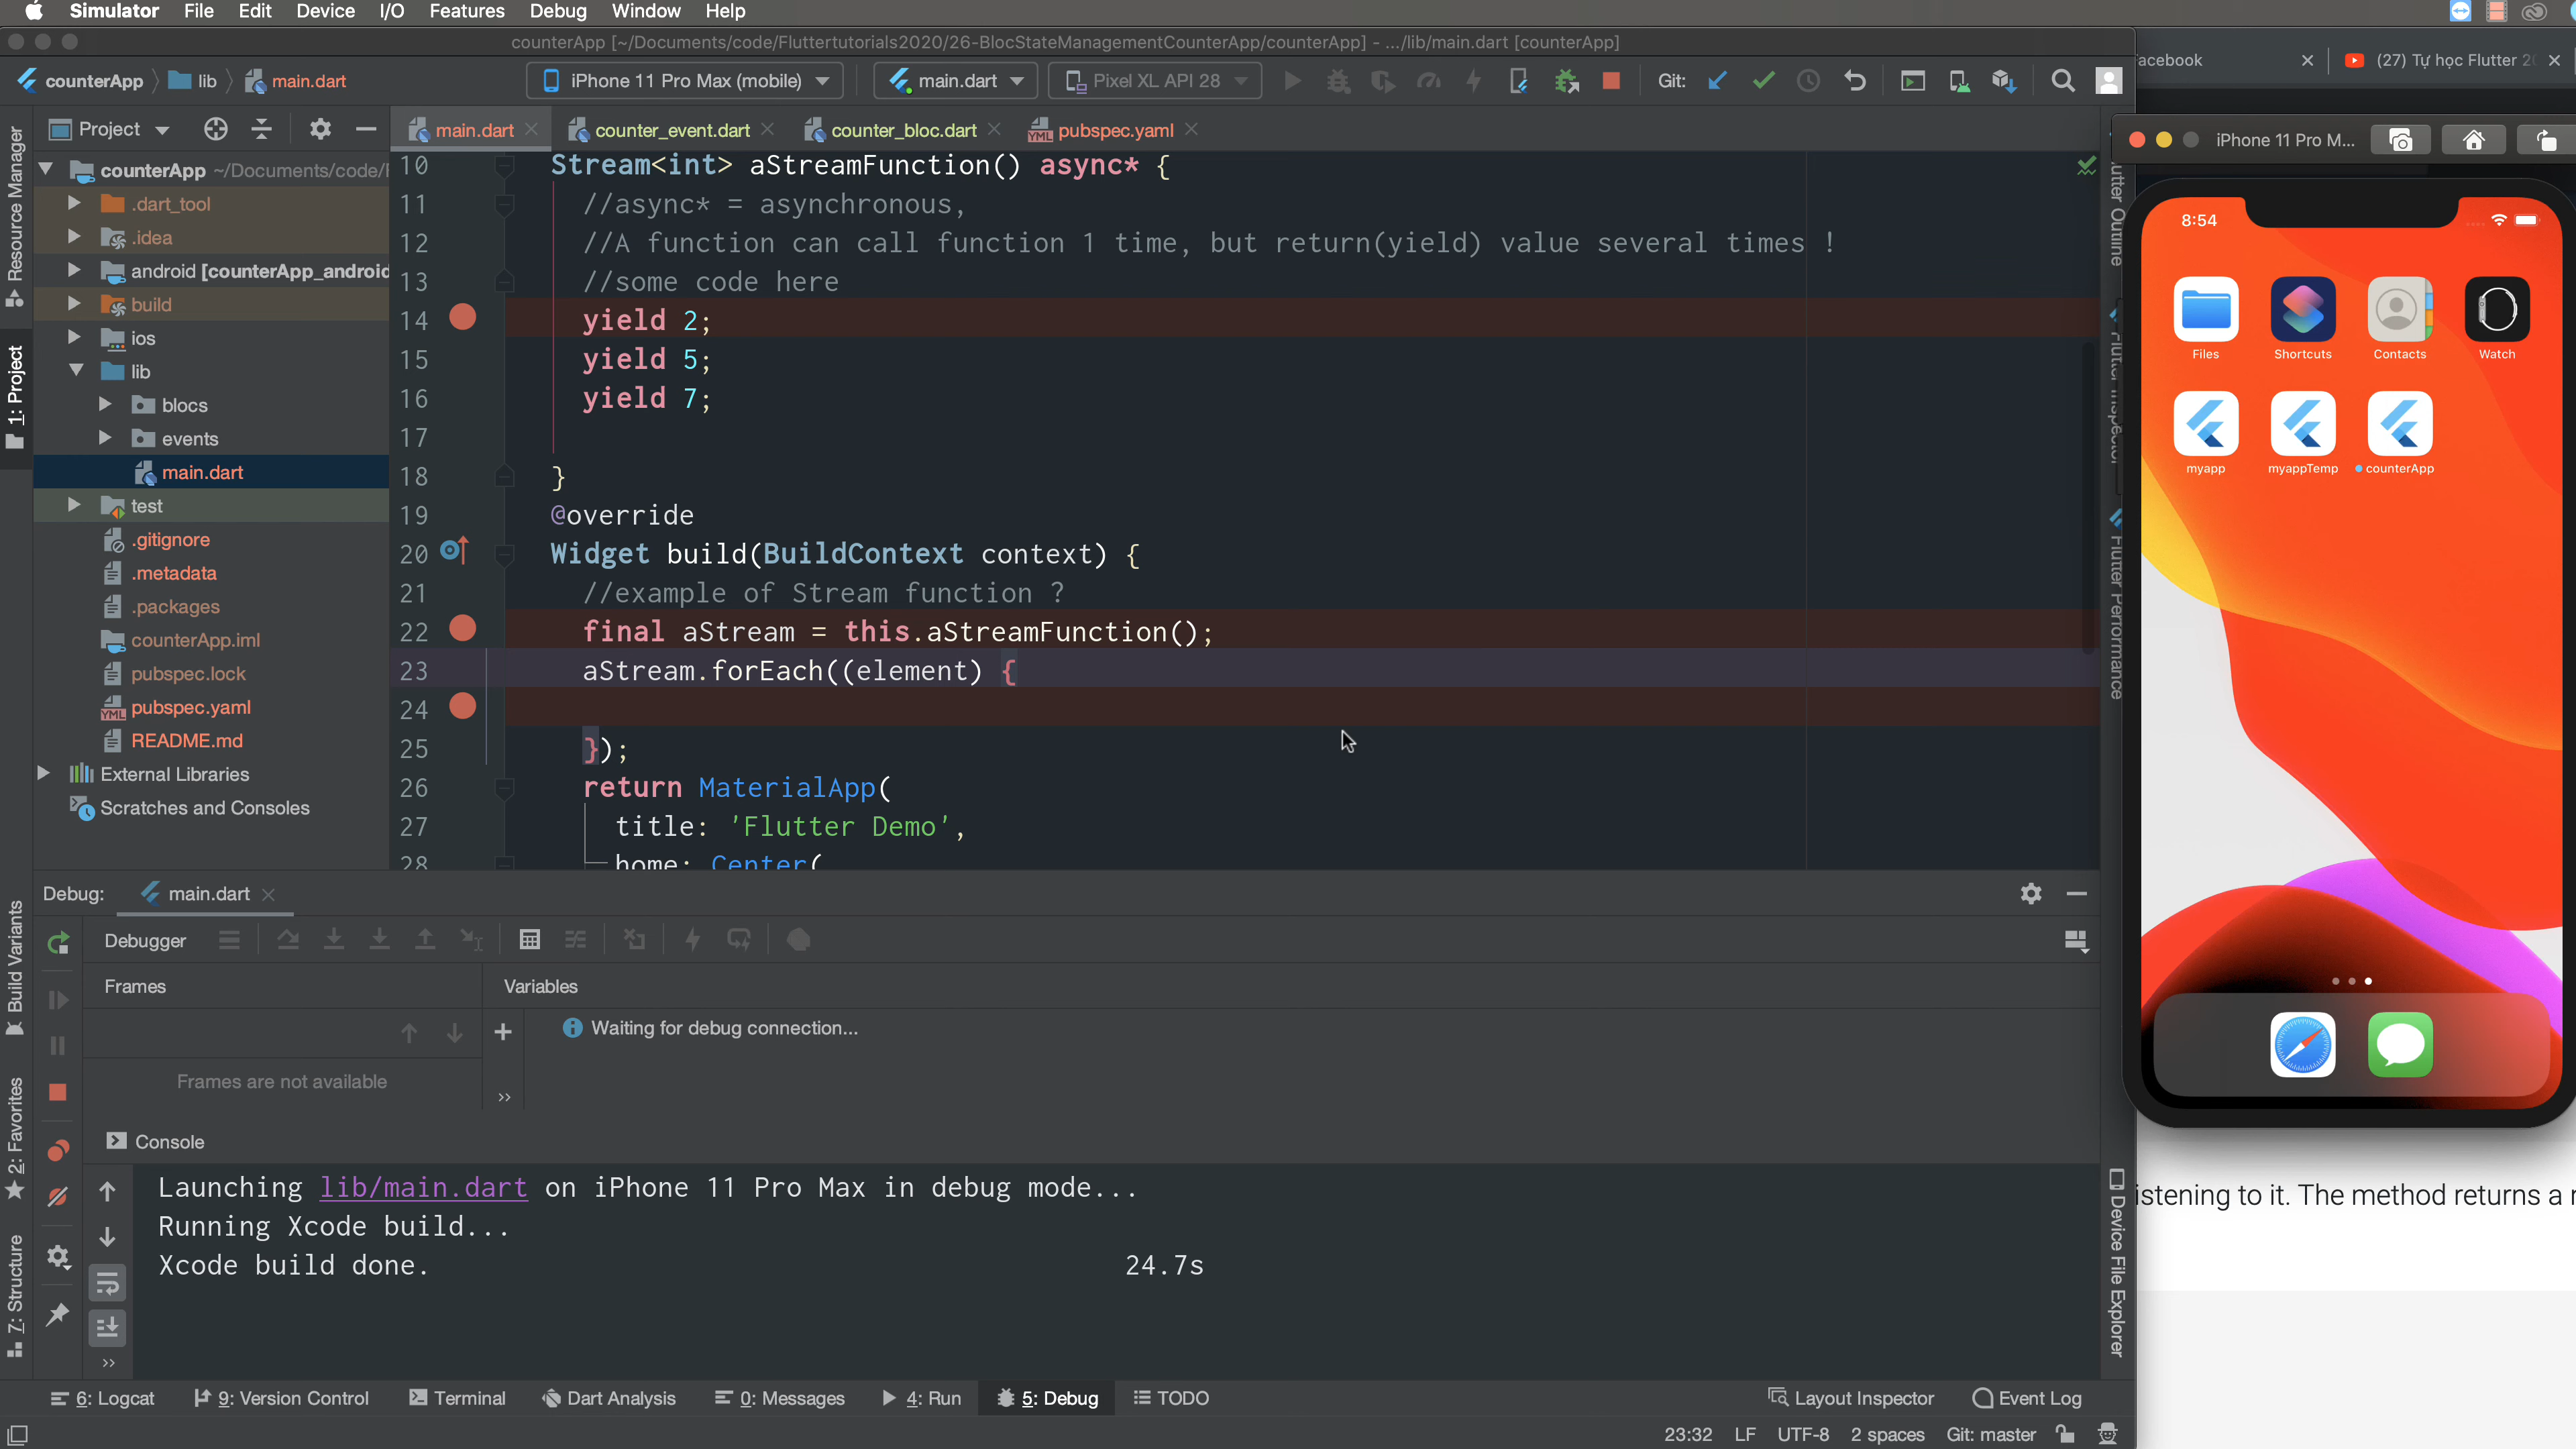 Simulator File Edit Device I/O Features Debug Window Help
counterApp [~/Documents/code/Fluttertutorials2020/26-BlocStateManagementCounterApp/counterApp] - .../lib/main.dart [counterApp]
counterApp lib main.dart
iPhone 11 Pro Max (mobile) main.dart Pixel XL API 28 Git:
acebook (27) Tự học Flutter 2
Project main.dart counter_event.dart counter_bloc.dart pubspec.yaml
iPhone 11 Pro M...
Resource Manager
1: Project
Build Variants
2: Favorites
7: Structure
counterApp ~/Documents/code/
.dart_tool
.idea
android [counterApp_android
build
ios
lib
blocs
events
main.dart
test
.gitignore
.metadata
.packages
counterApp.iml
pubspec.lock
pubspec.yaml
README.md
External Libraries
Scratches and Consoles
10 Stream<int> aStreamFunction() async* {
11 //async* = asynchronous,
12 //A function can call function 1 time, but return(yield) value several times !
13 //some code here
14 yield 2;
15 yield 5;
16 yield 7;
17
18 }
19 @override
20 Widget build(BuildContext context) {
21 //example of Stream function ?
22 final aStream = this.aStreamFunction();
23 aStream.forEach((element) {
24
25 });
26 return MaterialApp(
27 title: 'Flutter Demo',
28 home: Center(
Flutter Performance
Device File Explorer
8:54
Files Shortcuts Contacts Watch
myapp myappTemp counterApp
Debug: main.dart
Debugger
Frames Variables
Waiting for debug connection...
Frames are not available
Console
Launching lib/main.dart on iPhone 11 Pro Max in debug mode...
Running Xcode build...
Xcode build done. 24.7s
istening to it. The method returns a
6: Logcat 9: Version Control Terminal Dart Analysis 0: Messages 4: Run 5: Debug TODO Layout Inspector Event Log
23:32 LF UTF-8 2 spaces Git: master